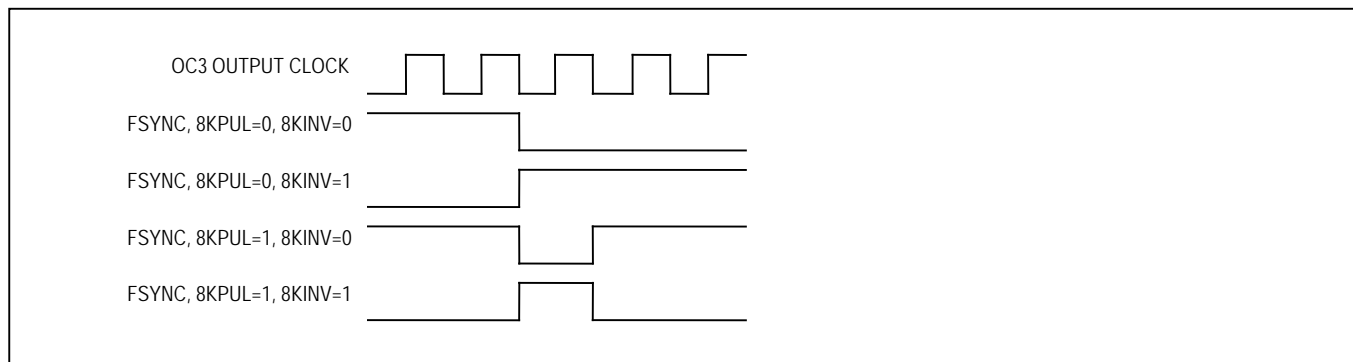 OC3 OUTPUT CLOCK
FSYNC, 8KPUL=0, 8KINV=0
FSYNC, 8KPUL=0, 8KINV=1
FSYNC, 8KPUL=1, 8KINV=0
FSYNC, 8KPUL=1, 8KINV=1